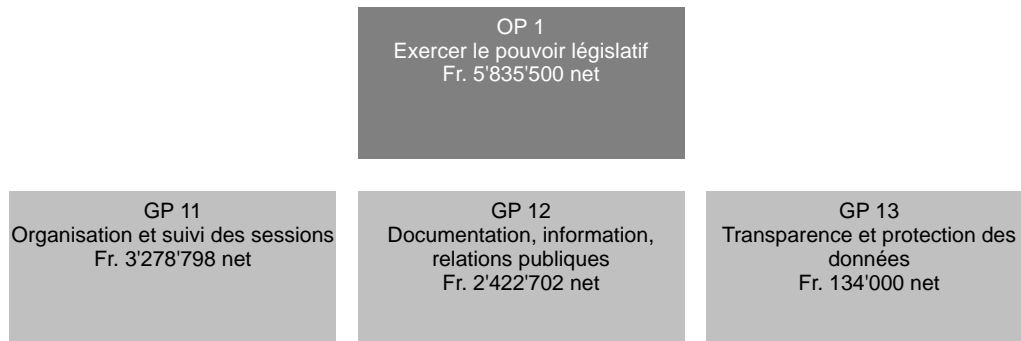 OP 1
Exercer le pouvoir législatif
Fr. 5'835'500 net
GP 11
Organisation et suivi des sessions
Fr. 3'278'798 net
GP 12
Documentation, information,
relations publiques
Fr. 2'422'702 net
GP 13
Transparence et protection des
données
Fr. 134'000 net